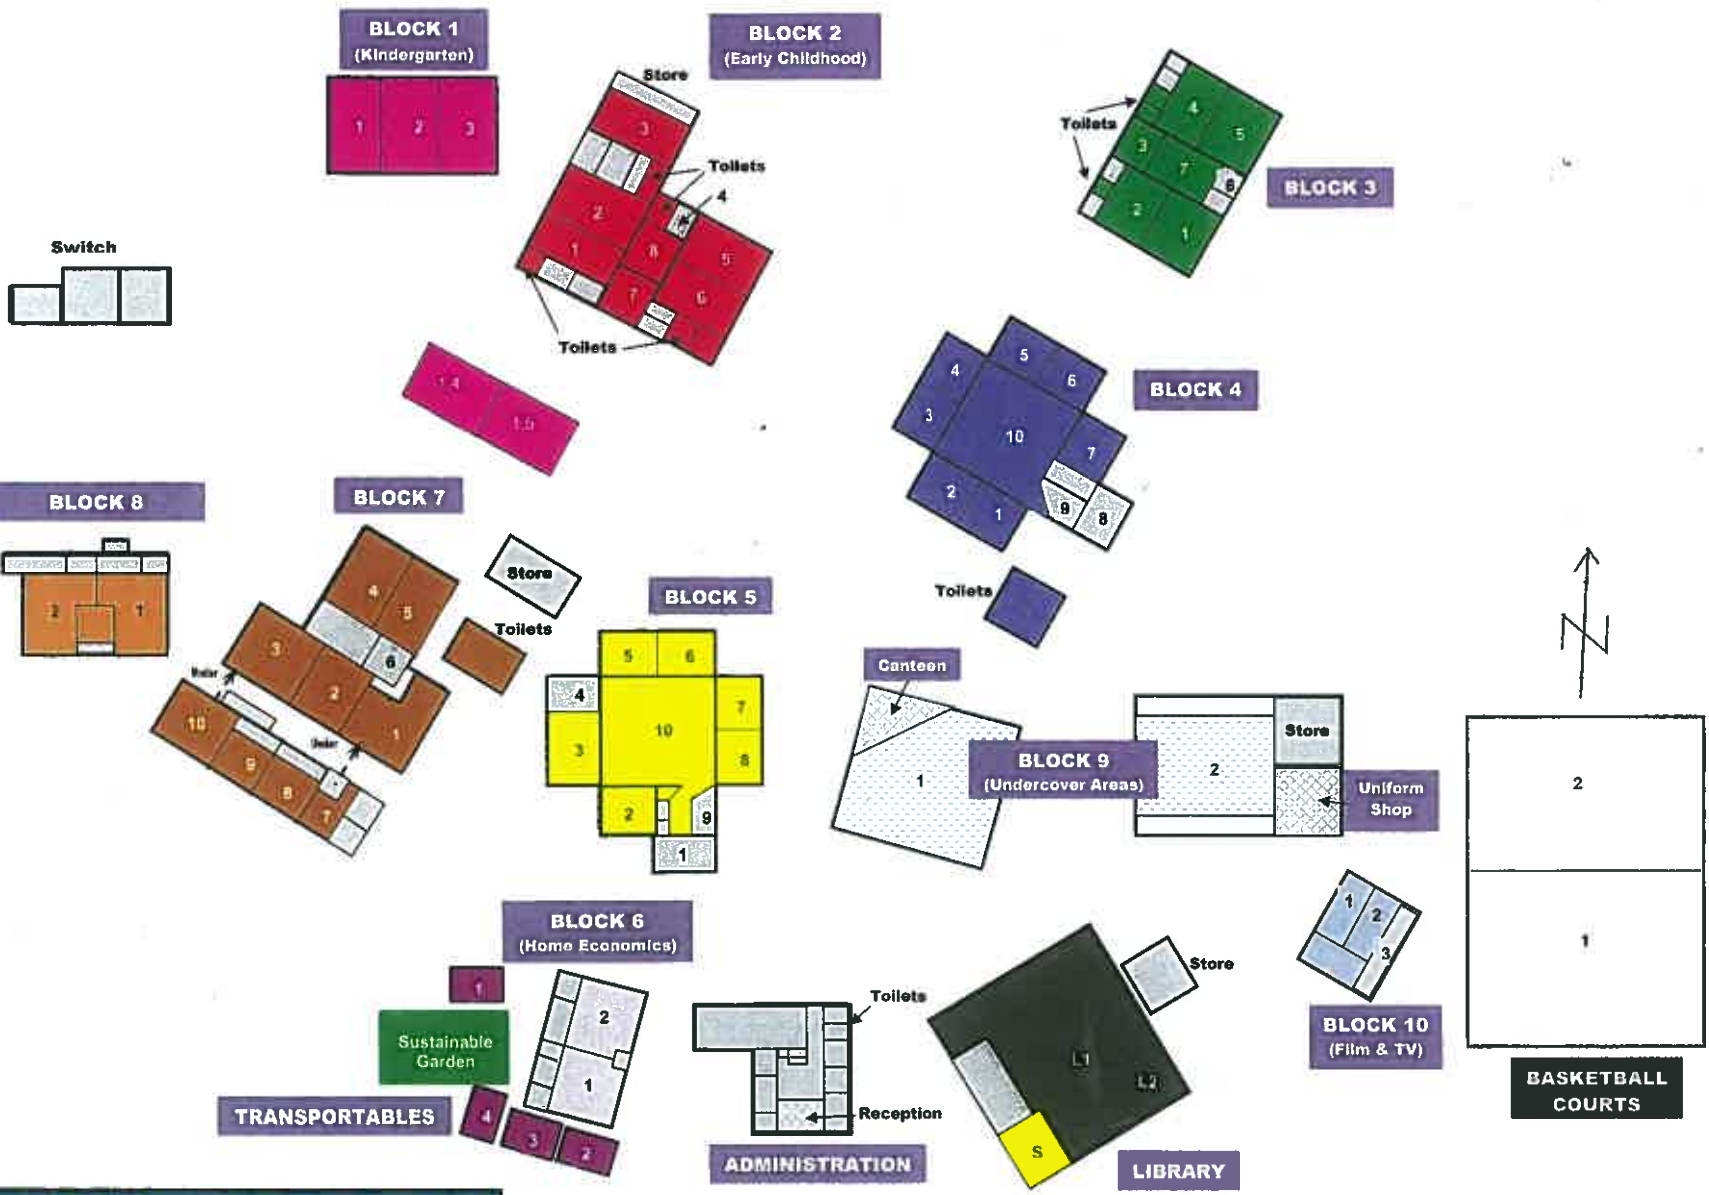 BLOCK 1
(Kindergarten)
1
2
3
BLOCK 2
(Early Childhood)
Store
3
Toilets
4
2
1
8
5
7
6
Toilets
Toilets
4
5
3
7
6
2
1
BLOCK 3
Switch
1.4
1.5
5
6
4
3
10
7
2
1
9
8
BLOCK 4
Toilets
BLOCK 8
2
1
BLOCK 7
4
5
3
6
2
1
Under
Under
10
9
8
7
Store
Toilets
BLOCK 5
5
6
4
7
10
3
8
2
9
1
Canteen
1
BLOCK 9
(Undercover Areas)
2
Store
Uniform
Shop
N
2
1
BASKETBALL
COURTS
1
2
3
BLOCK 10
(Film & TV)
BLOCK 6
(Home Economics)
2
1
1
Sustainable
Garden
TRANSPORTABLES
4
3
2
Toilets
Reception
ADMINISTRATION
Store
L1
L2
S
LIBRARY